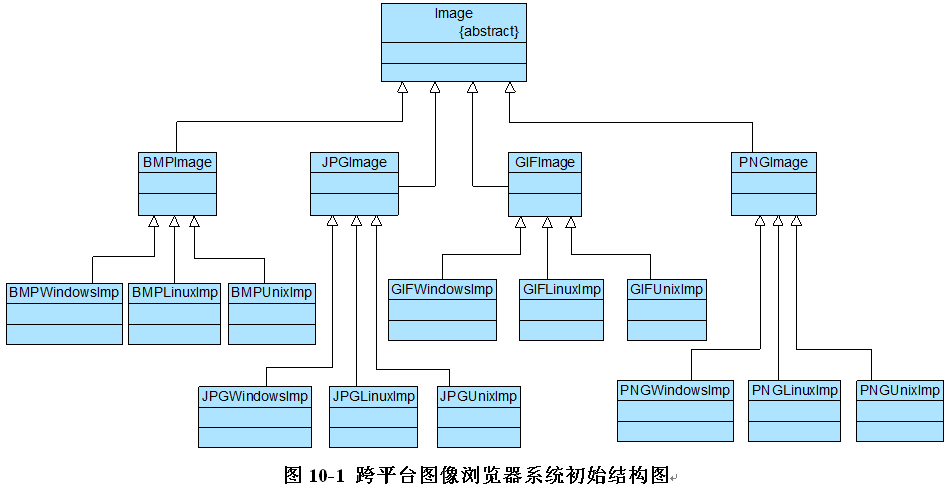 Image
{abstract}
BMPImage
JPGImage
GIFImage
PNGImage
BMPWindowsImp
BMPLinuxImp
BMPUnixImp
GIFWindowsImp
GIFLinuxImp
GIFUnixImp
JPGWindowsImp
JPGLinuxImp
JPGUnixImp
PNGWindowsImp
PNGLinuxImp
PNGUnixImp
图 10-1 跨平台图像浏览器系统初始结构图